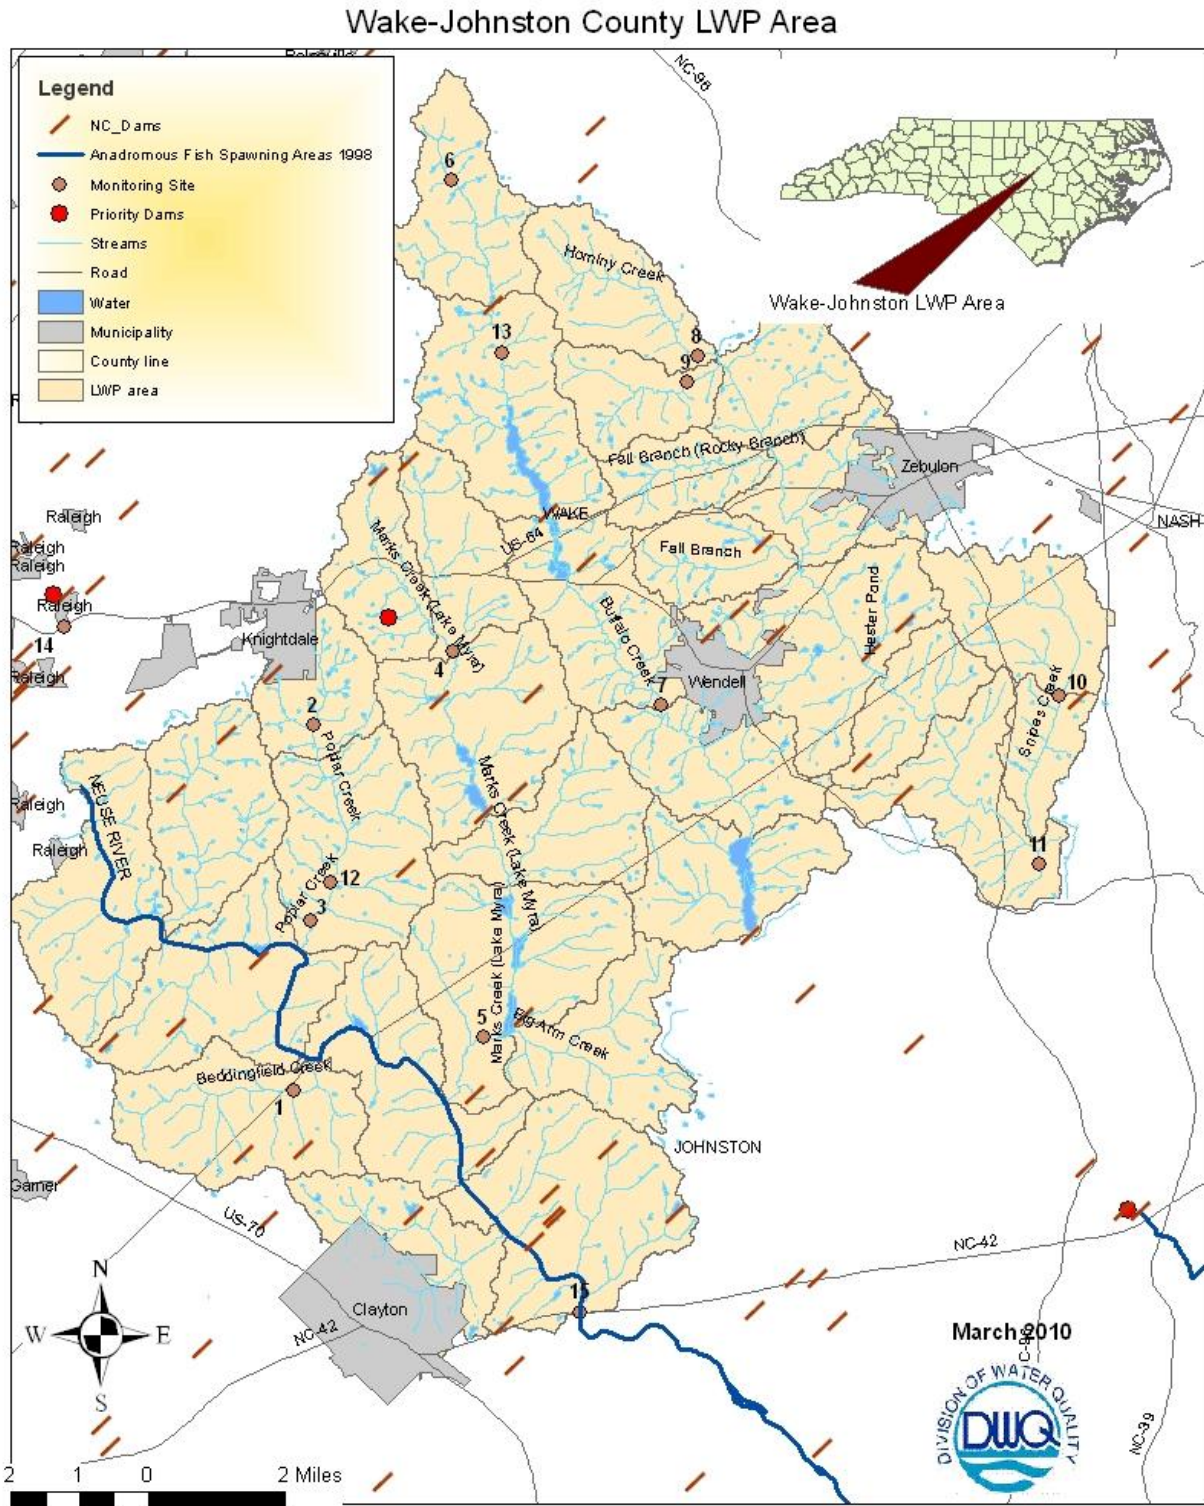 Wake-Johnston County LWP Area
Legend
NC_Dams
Anadromous Fish Spawning Areas 1998
Monitoring Site
Priority Dams
Streams
Road
Water
Municipality
County line
LWP area
NC-96
Wake-Johnston LWP Area
6
Hominy Creek
13
8
9
Fall Branch (Rocky Branch)
Zebulon
WAKE
NASH
US-64
Fall Branch
Raleigh
Raleigh
Raleigh
Raleigh
14
Raleigh
Knightdale
Marks Creek (Lake Myra)
4
Buffalo Creek
7
Wendell
Hester Pond
Snipes Creek
10
11
2
Poplar Creek
NEUSE RIVER
Raleigh
Raleigh
Marks Creek (Lake Myra)
Poplar Creek
12
3
Marks Creek (Lake Myra)
5
Big Arm Creek
Beddingfield Creek
1
JOHNSTON
Garner
US-70
NC-42
15
Clayton
NC-42
N
W
E
S
March 2010
DIVISION OF WATER QUALITY
DWQ
NC-39
2 1 0 2 Miles